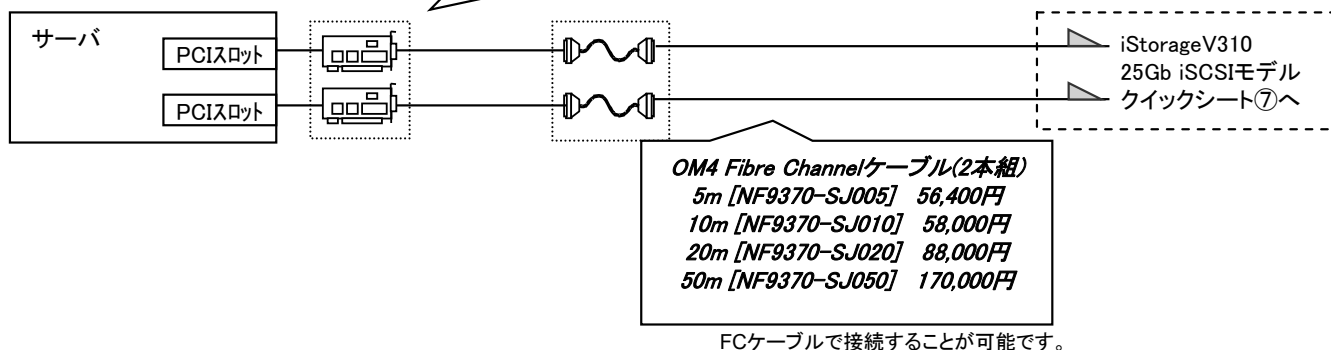 サーバ
PCIスロット
PCIスロット
iStorageV310
25Gb iSCSIモデル
クイックシート⑦へ
OM4 Fibre Channelケーブル(2本組)
5m [NF9370-SJ005] 56,400円
10m [NF9370-SJ010] 58,000円
20m [NF9370-SJ020] 88,000円
50m [NF9370-SJ050] 170,000円
FCケーブルで接続することが可能です。